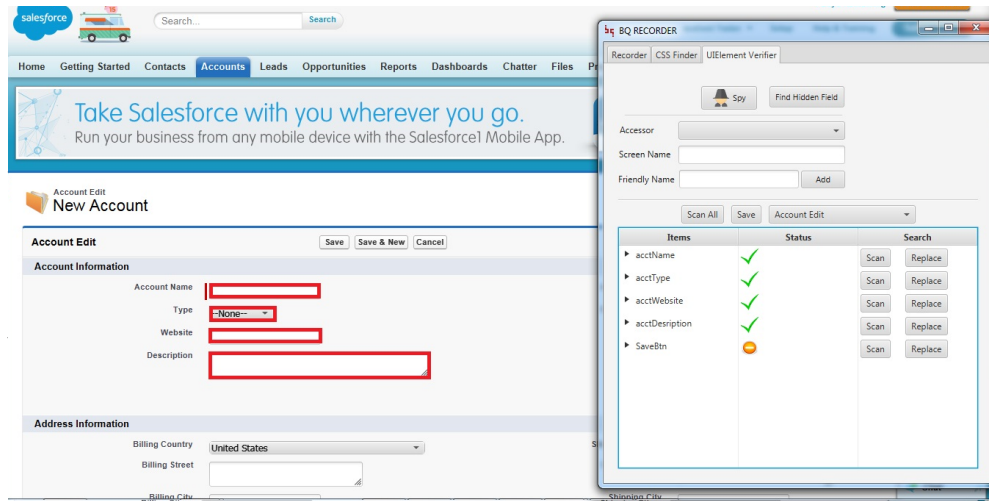 salesforce
15
Search...
Search
Home Getting Started Contacts Accounts Leads Opportunities Reports Dashboards Chatter Files
Take Salesforce with you wherever you go.
Run your business from any mobile device with the Salesforce1 Mobile App.
Account Edit
New Account
Account Edit
Save
Save & New
Cancel
Account Information
Account Name
Type
--None--
Website
Description
Address Information
Billing Country
United States
Billing Street
Billing City
Shipping City
BQ RECORDER
Recorder CSS Finder UIElement Verifier
Spy
Find Hidden Field
Accessor
Screen Name
Friendly Name
Add
Scan All
Save
Account Edit
Items Status Search
acctName Scan Replace
acctType Scan Replace
acctWebsite Scan Replace
acctDesription Scan Replace
SaveBtn Scan Replace